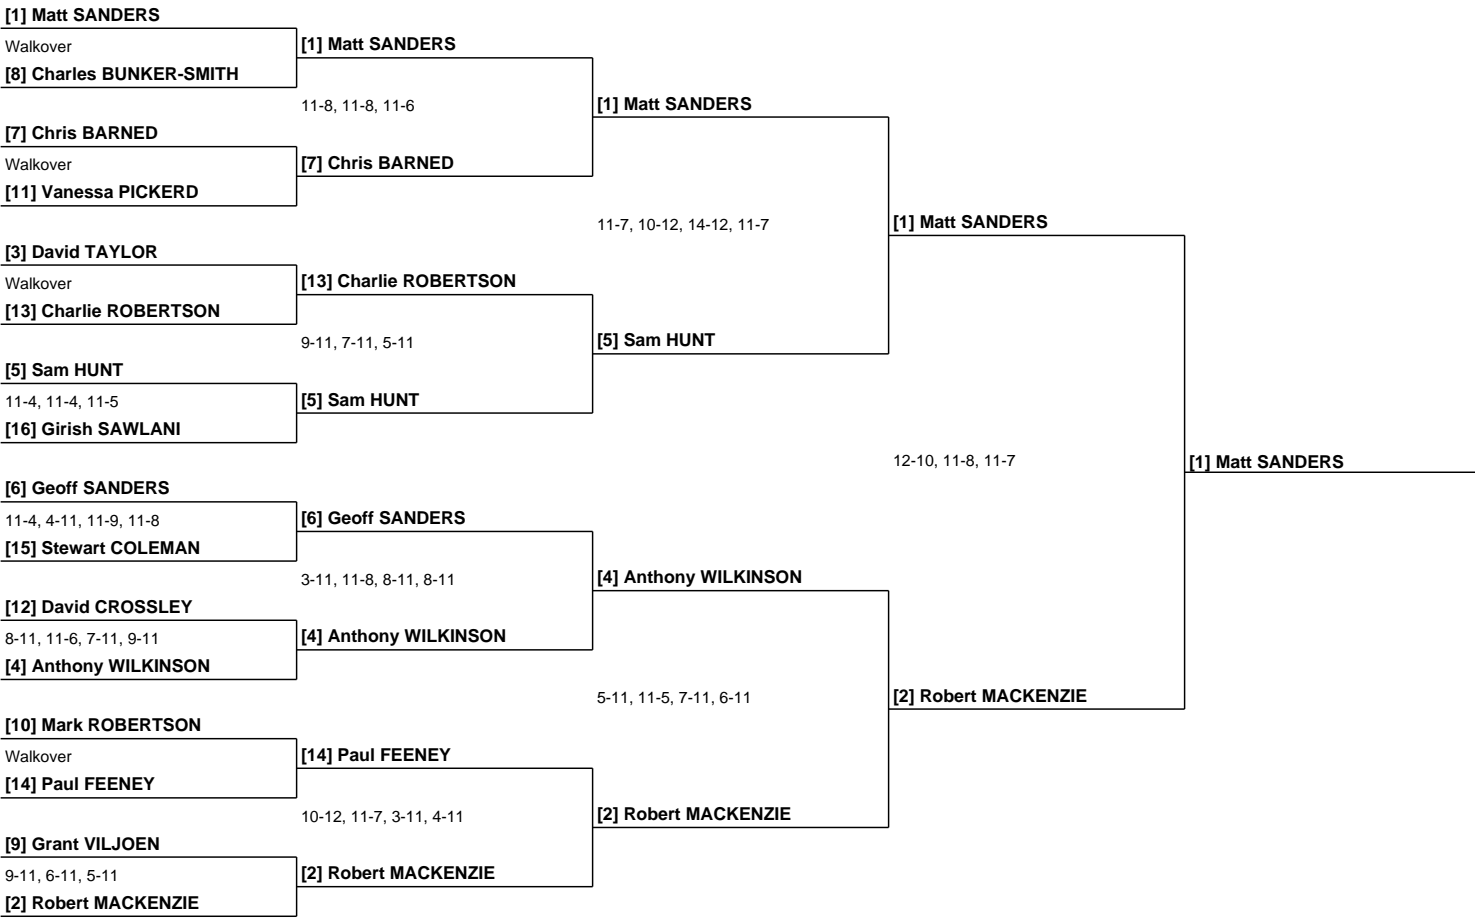 [1] Matt SANDERS
Walkover
[8] Charles BUNKER-SMITH
[7] Chris BARNED
Walkover
[11] Vanessa PICKERD
[3] David TAYLOR
Walkover
[13] Charlie ROBERTSON
[5] Sam HUNT
11-4, 11-4, 11-5
[16] Girish SAWLANI
[6] Geoff SANDERS
11-4, 4-11, 11-9, 11-8
[15] Stewart COLEMAN
[12] David CROSSLEY
8-11, 11-6, 7-11, 9-11
[4] Anthony WILKINSON
[10] Mark ROBERTSON
Walkover
[14] Paul FEENEY
[9] Grant VILJOEN
9-11, 6-11, 5-11
[2] Robert MACKENZIE
[1] Matt SANDERS
11-8, 11-8, 11-6
[7] Chris BARNED
[13] Charlie ROBERTSON
9-11, 7-11, 5-11
[5] Sam HUNT
[6] Geoff SANDERS
3-11, 11-8, 8-11, 8-11
[4] Anthony WILKINSON
[14] Paul FEENEY
10-12, 11-7, 3-11, 4-11
[2] Robert MACKENZIE
[1] Matt SANDERS
11-7, 10-12, 14-12, 11-7
[5] Sam HUNT
[4] Anthony WILKINSON
5-11, 11-5, 7-11, 6-11
[2] Robert MACKENZIE
[1] Matt SANDERS
12-10, 11-8, 11-7
[2] Robert MACKENZIE
[1] Matt SANDERS